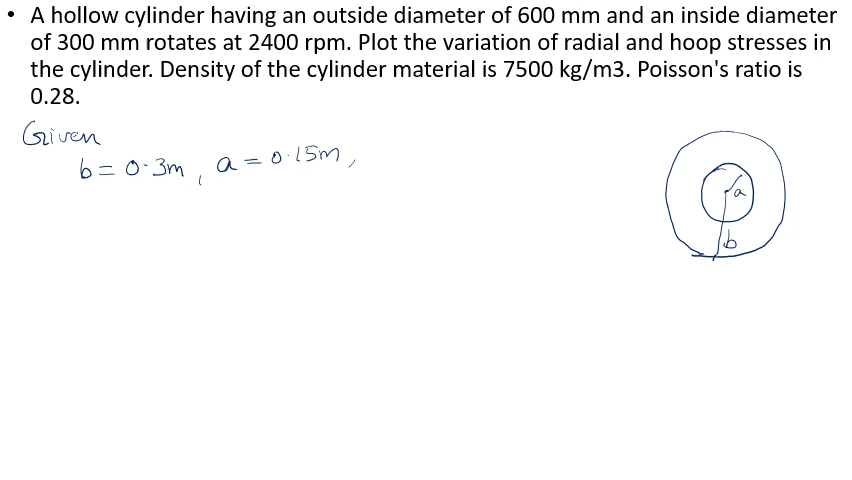 • A hollow cylinder having an outside diameter of 600 mm and an inside diameter
of 300 mm rotates at 2400 rpm. Plot the variation of radial and hoop stresses in
the cylinder. Density of the cylinder material is 7500 kg/m3. Poisson's ratio is
0.28.
Given
b = 0.3m, a = 0.15m,
a
b